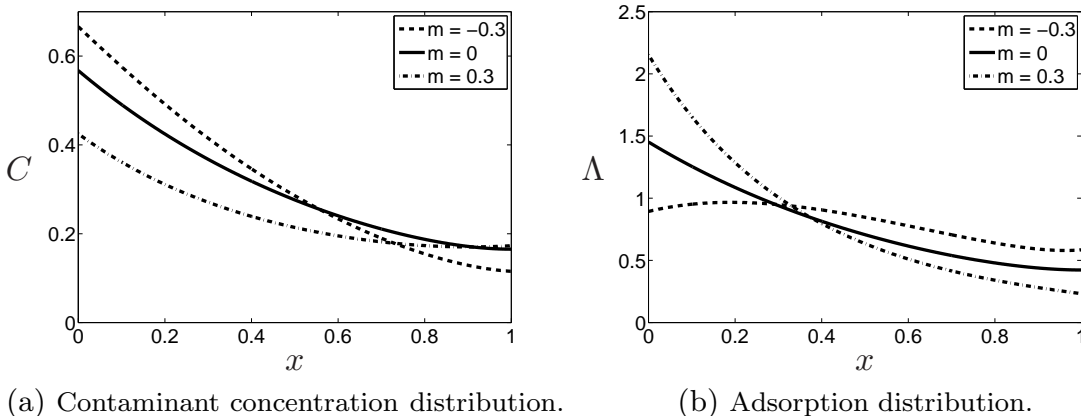 0.6
0.4
0.2
0
C
0 0.2 0.4 0.6 0.8 1
x
m = −0.3
m = 0
m = 0.3
(a) Contaminant concentration distribution.
2.5
2
1.5
1
0.5
0
Λ
0 0.2 0.4 0.6 0.8 1
x
m = −0.3
m = 0
m = 0.3
(b) Adsorption distribution.